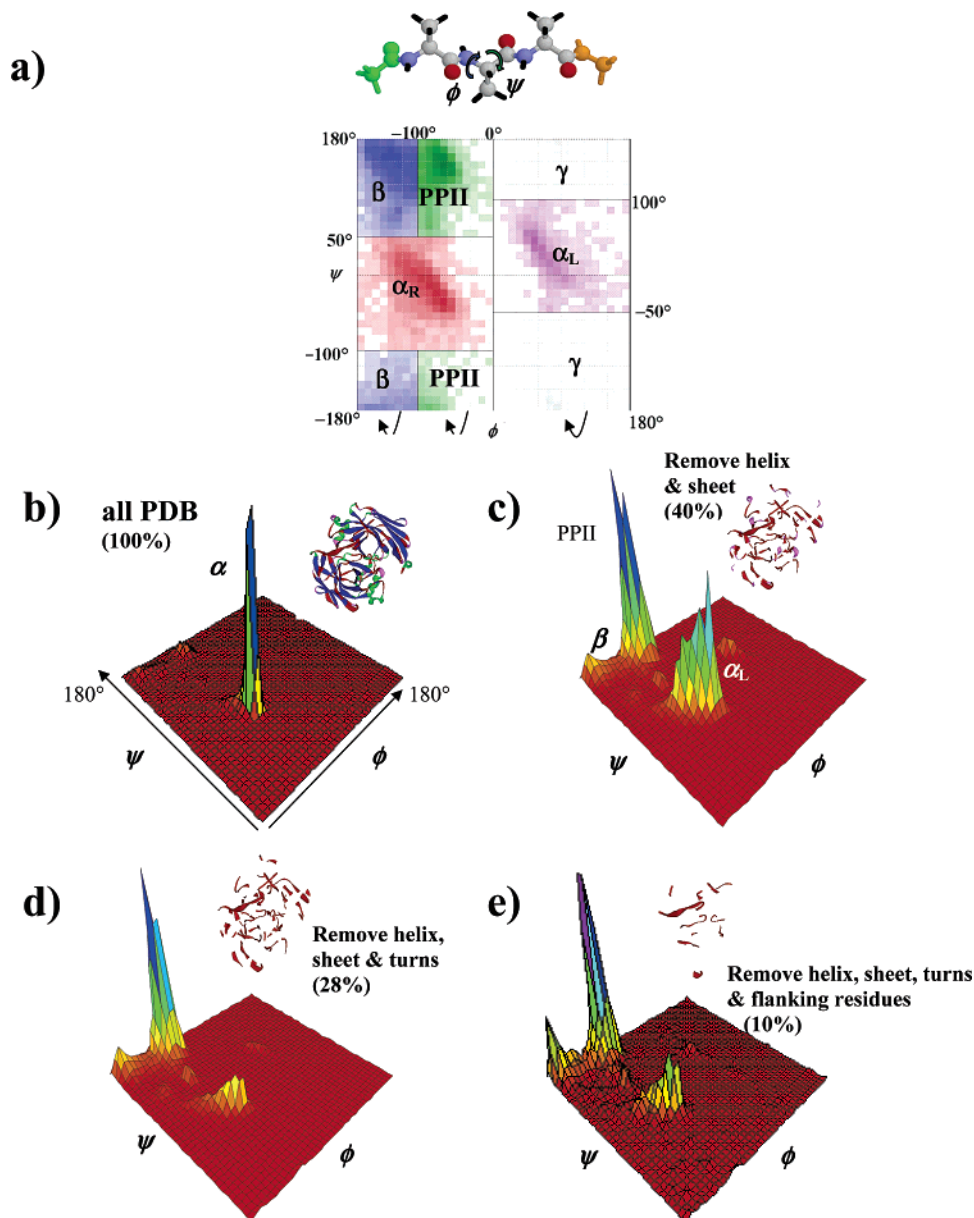 a)
ϕ ψ
−100° 0°
180°
β PPII γ
100°
50°
ψ
αR αL
−50°
−100°
β PPII γ
−180°
ϕ 180°
b) all PDB
(100%)
α
180° 180°
ψ ϕ
c) Remove helix
& sheet
(40%)
PPII
β
αL
ψ ϕ
d) Remove helix,
sheet & turns
(28%)
ψ ϕ
e) Remove helix, sheet, turns
& flanking residues
(10%)
ψ ϕ